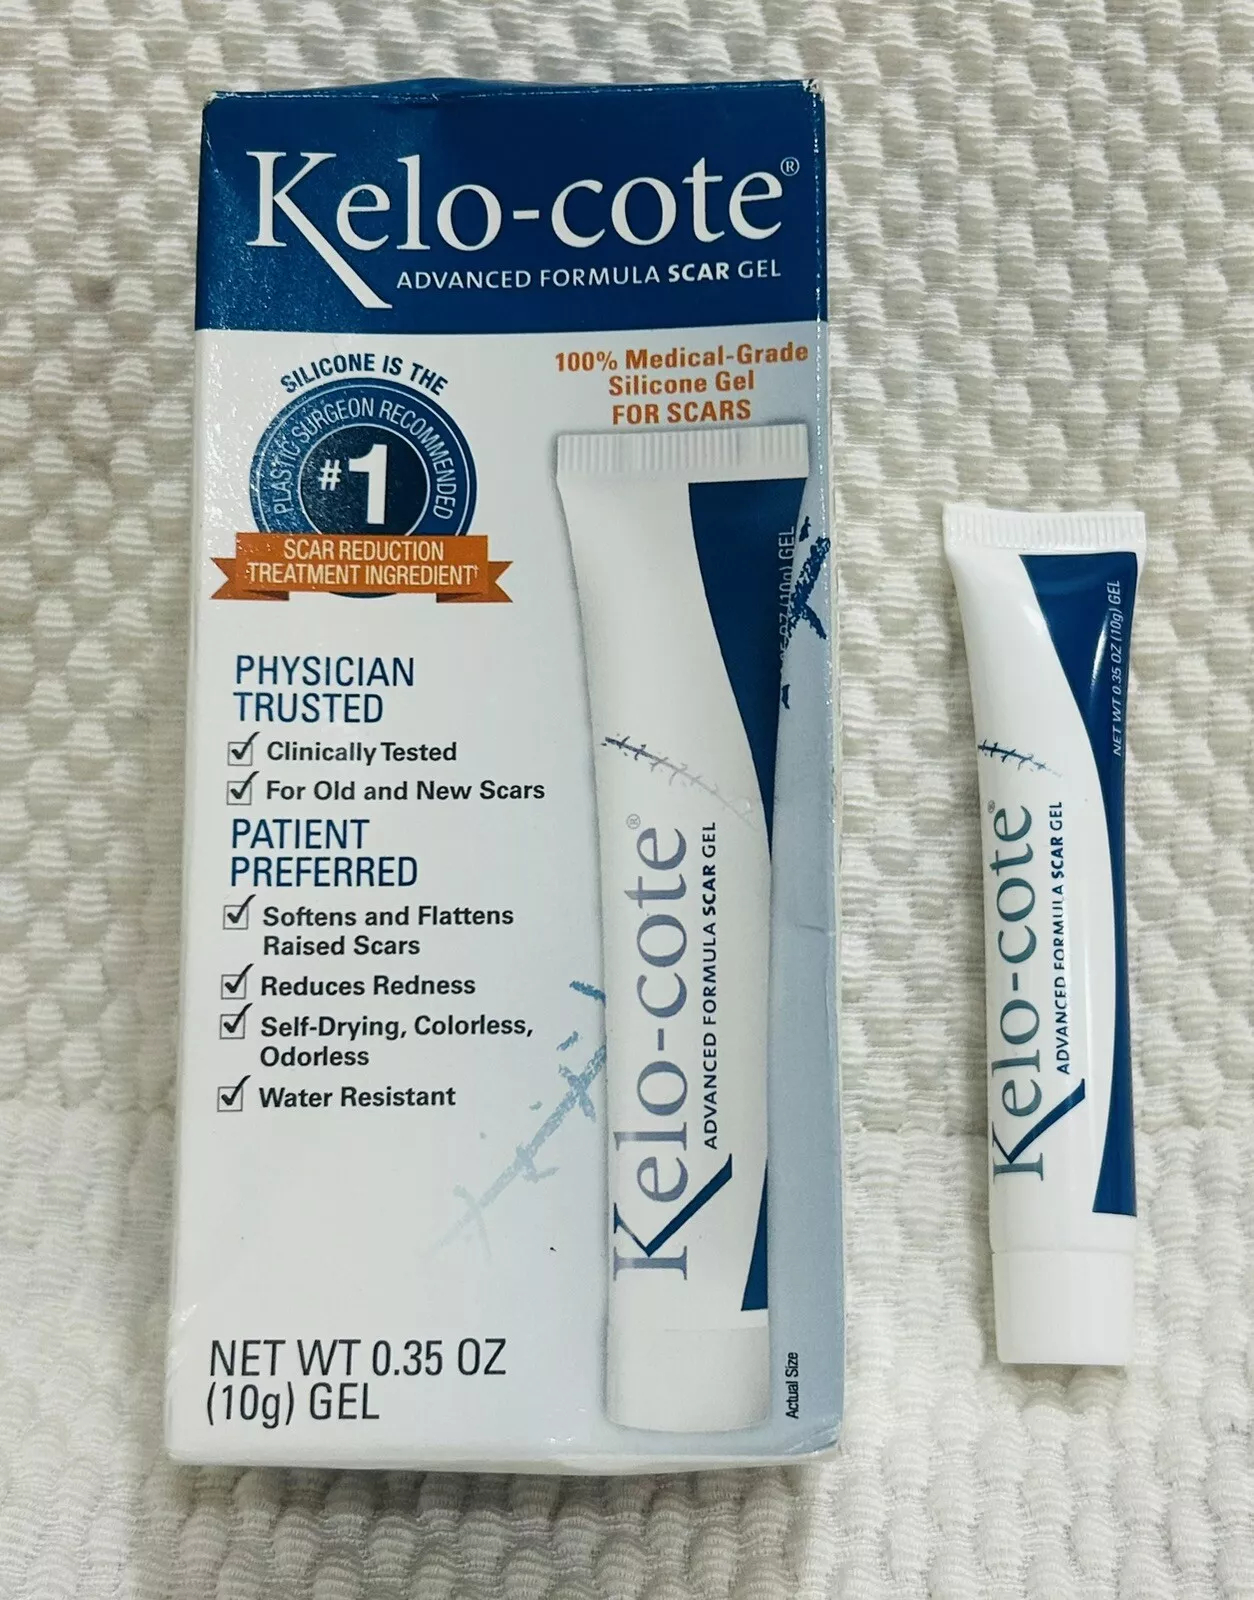 Kelo-cote®
ADVANCED FORMULA SCAR GEL
SILICONE IS THE
PLASTIC SURGEON RECOMMENDED
#1
SCAR REDUCTION
TREATMENT INGREDIENT†
100% Medical-Grade
Silicone Gel
FOR SCARS
PHYSICIAN
TRUSTED
Clinically Tested
For Old and New Scars
PATIENT
PREFERRED
Softens and Flattens
Raised Scars
Reduces Redness
Self-Drying, Colorless,
Odorless
Water Resistant
NET WT 0.35 OZ
(10g) GEL
Kelo-cote®
ADVANCED FORMULA SCAR GEL
OZ (10g) GEL
Actual Size
Kelo-cote®
ADVANCED FORMULA SCAR GEL
NET WT 0.35 OZ (10g) GEL